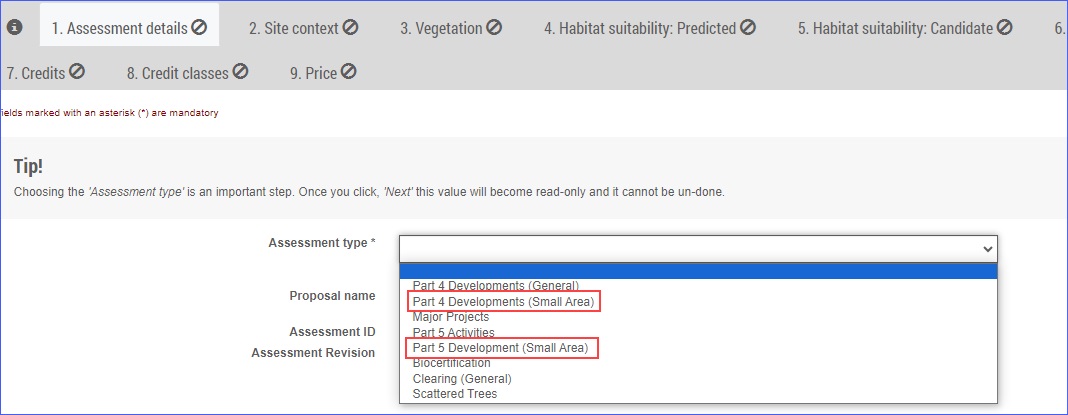 1. Assessment details
2. Site context
3. Vegetation
4. Habitat suitability: Predicted
5. Habitat suitability: Candidate
6.
7. Credits
8. Credit classes
9. Price
ields marked with an asterisk (*) are mandatory
Tip!
Choosing the 'Assessment type' is an important step. Once you click, 'Next' this value will become read-only and it cannot be un-done.
Assessment type *
Proposal name
Assessment ID
Assessment Revision
Part 4 Developments (General)
Part 4 Developments (Small Area)
Major Projects
Part 5 Activities
Part 5 Development (Small Area)
Biocertification
Clearing (General)
Scattered Trees